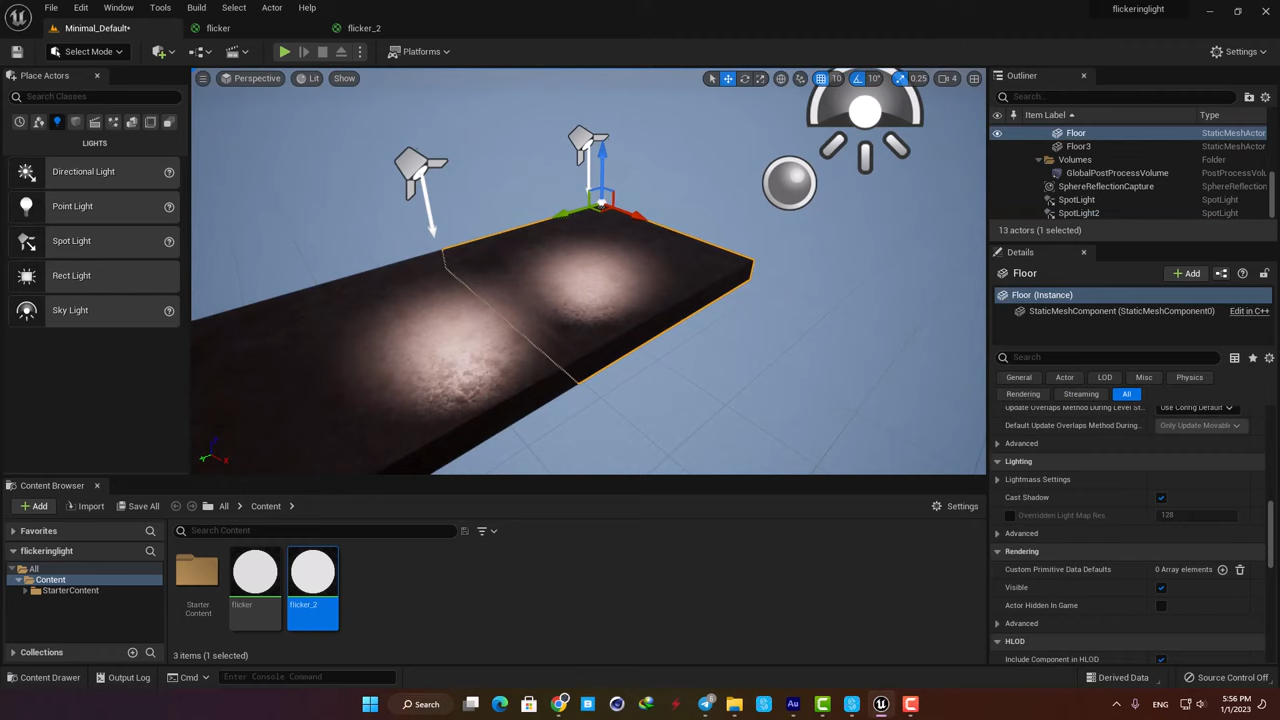 File Edit Window Tools Build Select Actor Help
flickeringlight
Minimal_Default*
flicker
flicker_2
Select Mode
Platforms
Settings
Place Actors
Search Classes
LIGHTS
Directional Light
Point Light
Spot Light
Rect Light
Sky Light
Perspective Lit Show
10 10° 0.25 4
Outliner
Search...
Item Label Type
Floor StaticMeshActor
Floor3 StaticMeshActor
Volumes Folder
GlobalPostProcessVolume PostProcessVolu
SphereReflectionCapture SphereReflection
SpotLight SpotLight
SpotLight2 SpotLight
13 actors (1 selected)
Details
Floor
Add
Floor (Instance)
StaticMeshComponent (StaticMeshComponent0) Edit in C++
Search
General Actor LOD Misc Physics
Rendering Streaming All
Update Overlaps Method During Level St... Use Config Default
Default Update Overlaps Method During... Only Update Movable
Advanced
Lighting
Lightmass Settings
Cast Shadow
Overridden Light Map Res 128
Advanced
Rendering
Custom Primitive Data Defaults 0 Array elements
Visible
Actor Hidden In Game
Advanced
HLOD
Include Component in HLOD
Content Browser
Add Import Save All All Content Settings
Favorites
flickeringlight
All
Content
StarterContent
Collections
Search Content
Starter
Content
flicker
flicker_2
3 items (1 selected)
Content Drawer Output Log Cmd Enter Console Command
Derived Data Source Control Off
Search
5:56 PM
1/1/2023